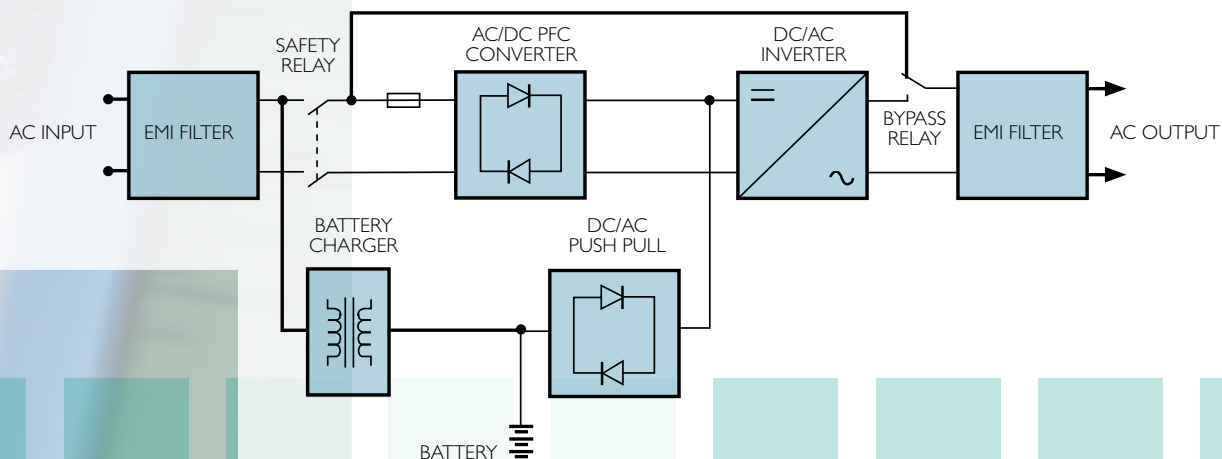 SAFETY
RELAY
AC/DC PFC
CONVERTER
DC/AC
INVERTER
AC INPUT
EMI FILTER
BYPASS
RELAY
EMI FILTER
AC OUTPUT
BATTERY
CHARGER
DC/AC
PUSH PULL
BATTERY